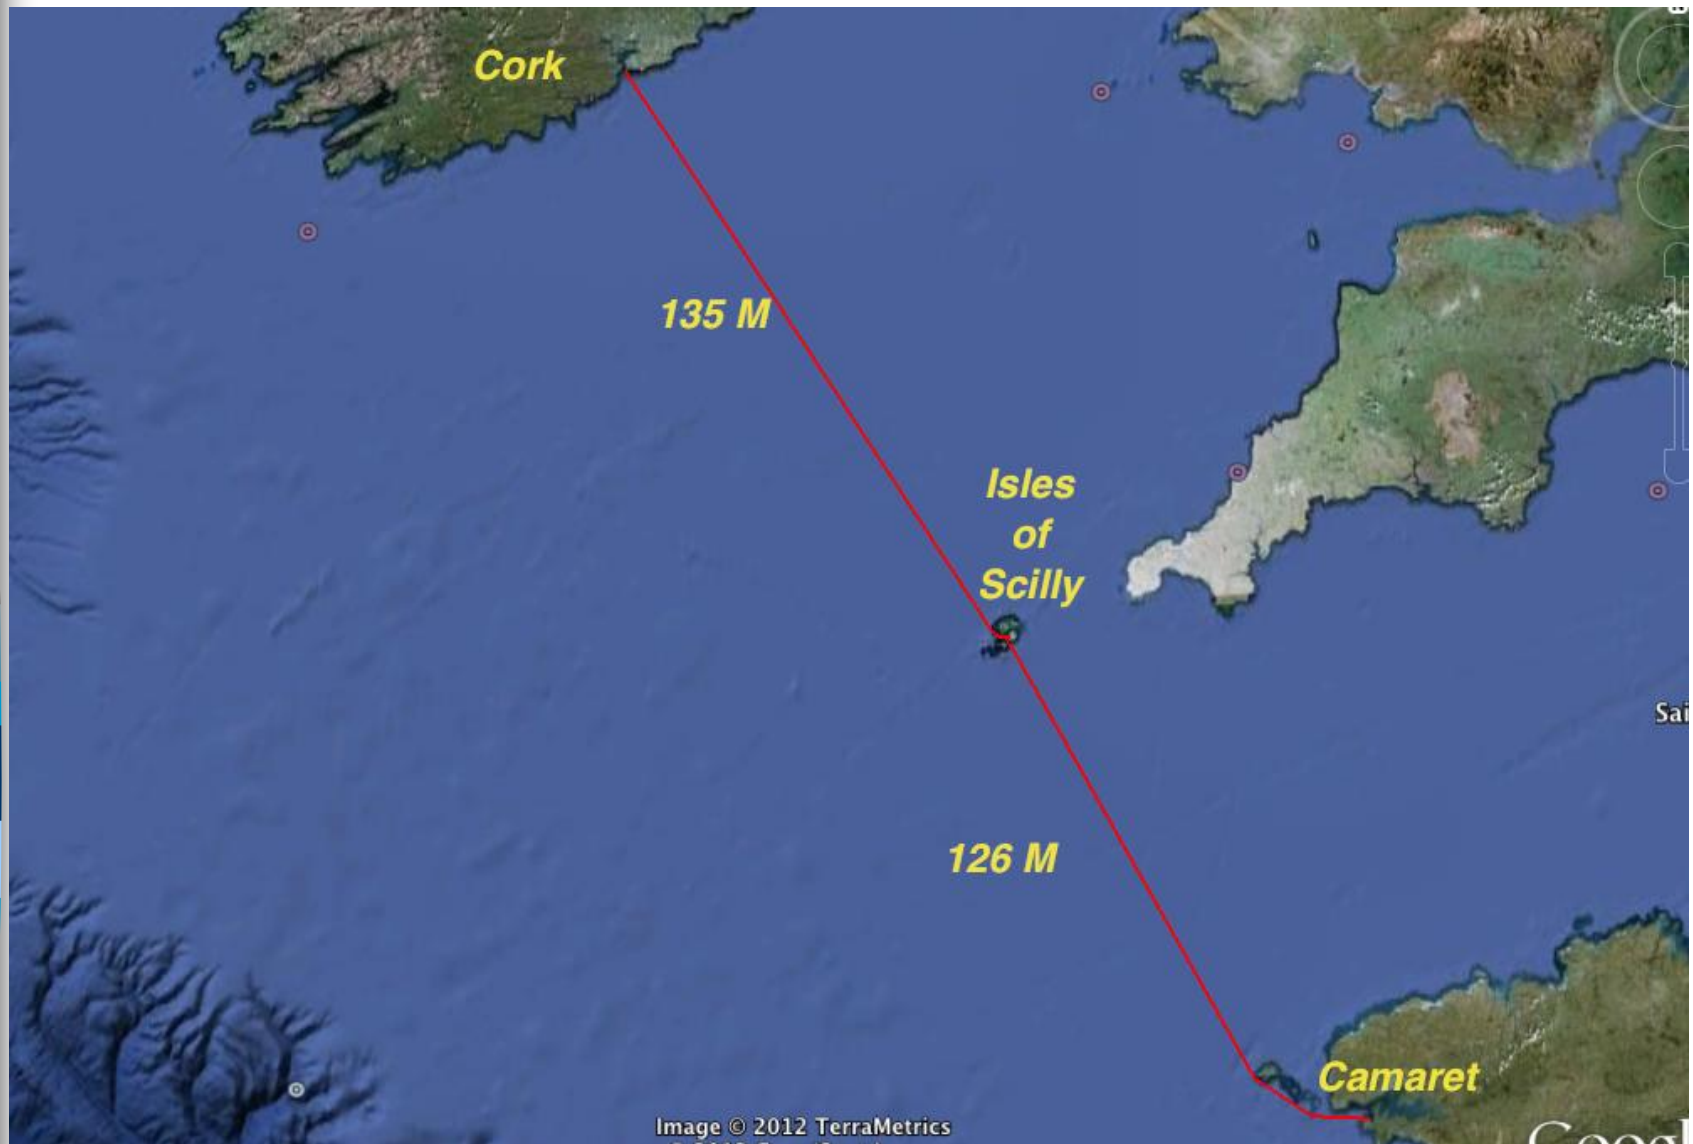 Cork
135 M
Isles
of
Scilly
126 M
Camaret
Image © 2012 TerraMetrics